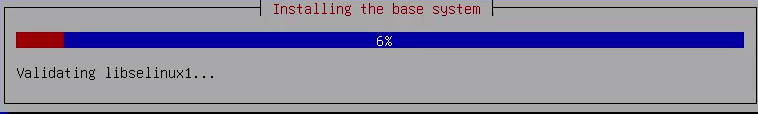 Installing the base system
6%
Validating libselinux1...